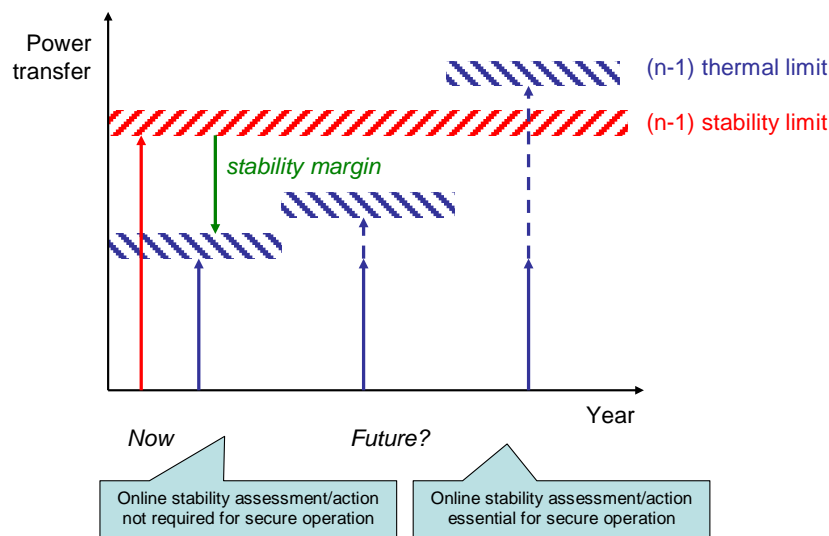 Power
transfer
(n-1) thermal limit
(n-1) stability limit
stability margin
Year
Now
Future?
Online stability assessment/action
not required for secure operation
Online stability assessment/action
essential for secure operation